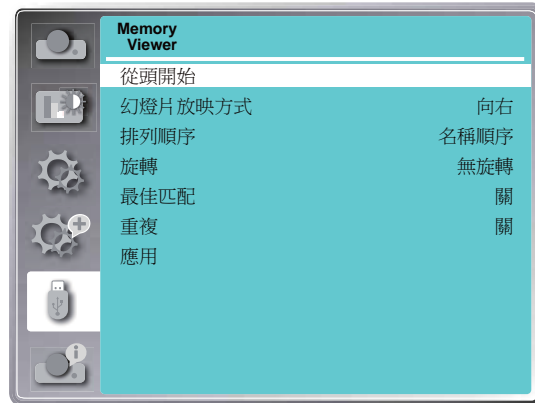 Memory
Viewer
從頭開始
幻燈片放映方式 向右
排列順序 名稱順序
旋轉 無旋轉
最佳匹配 關
重複 關
應用